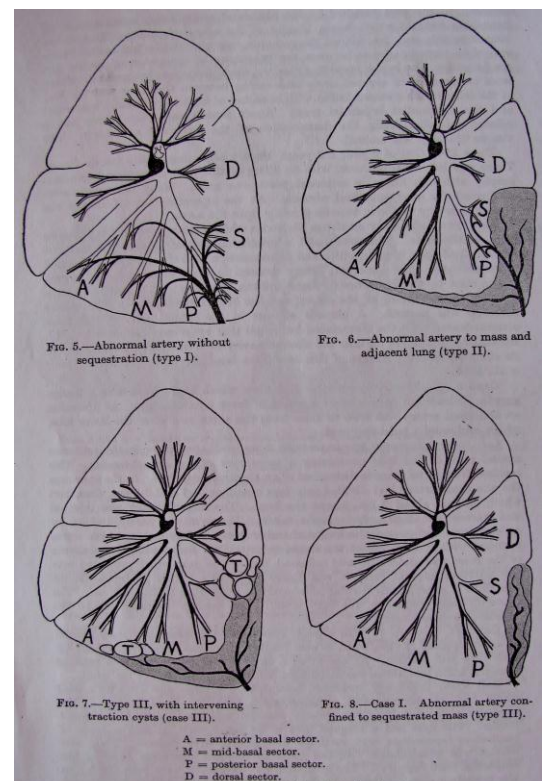 D
S
A
M
P
FIG. 5.—Abnormal artery without
sequestration (type I).
D
S
A
M
P
FIG. 6.—Abnormal artery to mass and
adjacent lung (type II).
D
T
A
T
M
P
FIG. 7.—Type III, with intervening
traction cysts (case III).
D
S
A
M
P
FIG. 8.—Case I. Abnormal artery con-
fined to sequestrated mass (type III).
A = anterior basal sector.
M = mid-basal sector.
P = posterior basal sector.
D = dorsal sector.